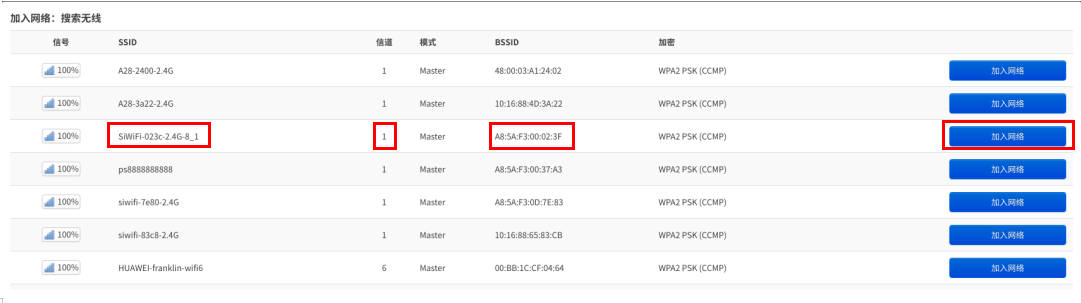 加入网络：搜索无线
信号 SSID 信道 模式 BSSID 加密
100% A28-2400-2.4G 1 Master 48:00:03:A1:24:02 WPA2 PSK (CCMP) 加入网络
100% A28-3a22-2.4G 1 Master 10:16:88:4D:3A:22 WPA2 PSK (CCMP) 加入网络
100% SiWiFi-023c-2.4G-8_1 1 Master A8:5A:F3:00:02:3F WPA2 PSK (CCMP) 加入网络
100% ps8888888888 1 Master A8:5A:F3:00:37:A3 WPA2 PSK (CCMP) 加入网络
100% siwifi-7e80-2.4G 1 Master A8:5A:F3:0D:7E:83 WPA2 PSK (CCMP) 加入网络
100% siwifi-83c8-2.4G 1 Master 10:16:88:65:83:CB WPA2 PSK (CCMP) 加入网络
100% HUAWEI-franklin-wifi6 6 Master 00:BB:1C:CF:04:64 WPA2 PSK (CCMP) 加入网络